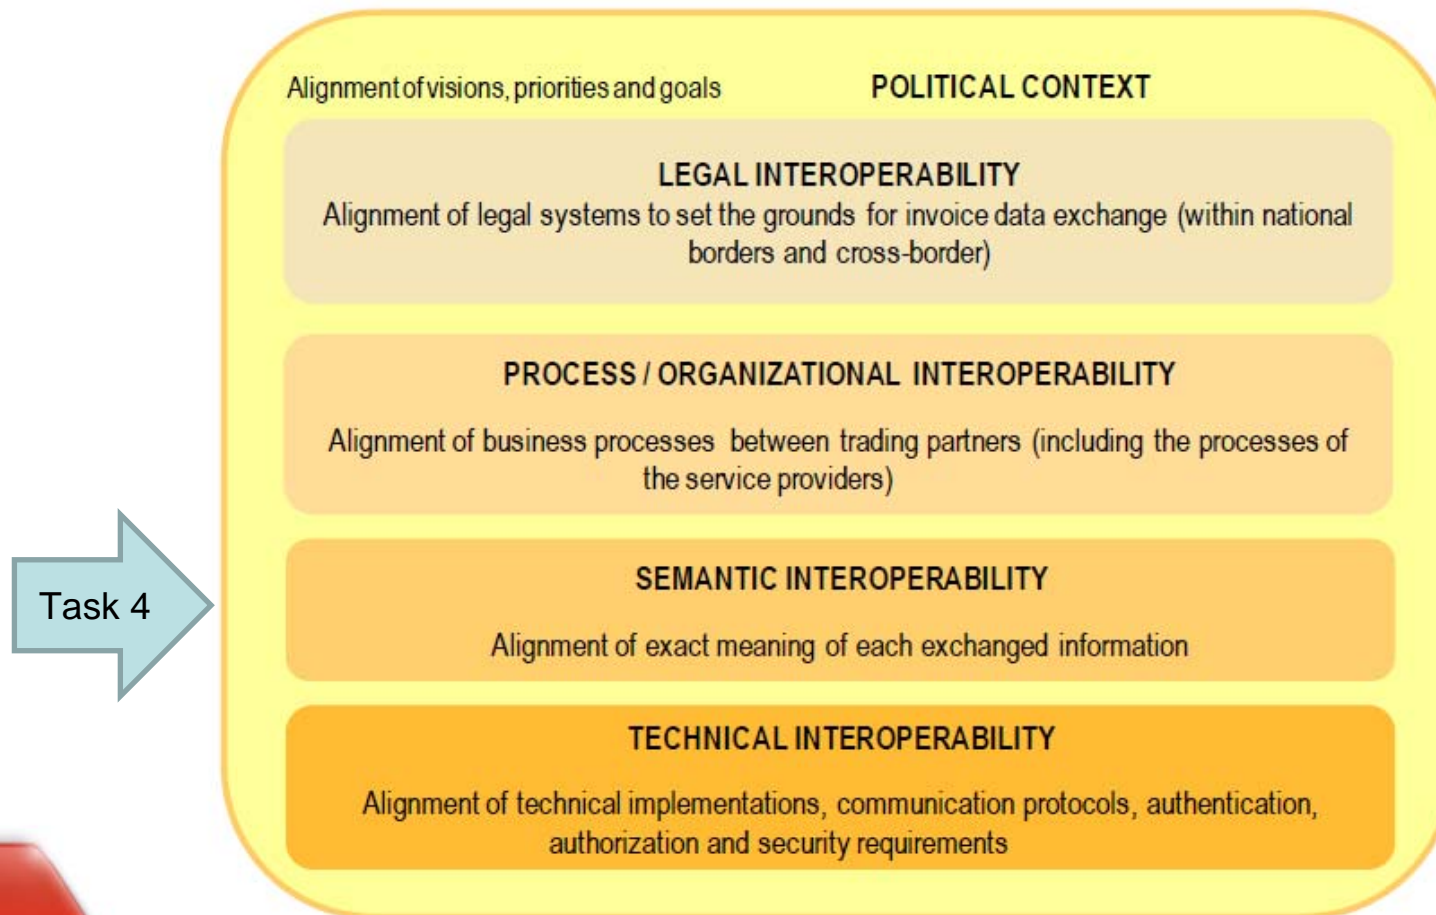 Alignment of visions, priorities and goals POLITICAL CONTEXT
LEGAL INTEROPERABILITY
Alignment of legal systems to set the grounds for invoice data exchange (within national
borders and cross-border)
PROCESS / ORGANIZATIONAL INTEROPERABILITY
Alignment of business processes between trading partners (including the processes of
the service providers)
Task 4
SEMANTIC INTEROPERABILITY
Alignment of exact meaning of each exchanged information
TECHNICAL INTEROPERABILITY
Alignment of technical implementations, communication protocols, authentication,
authorization and security requirements